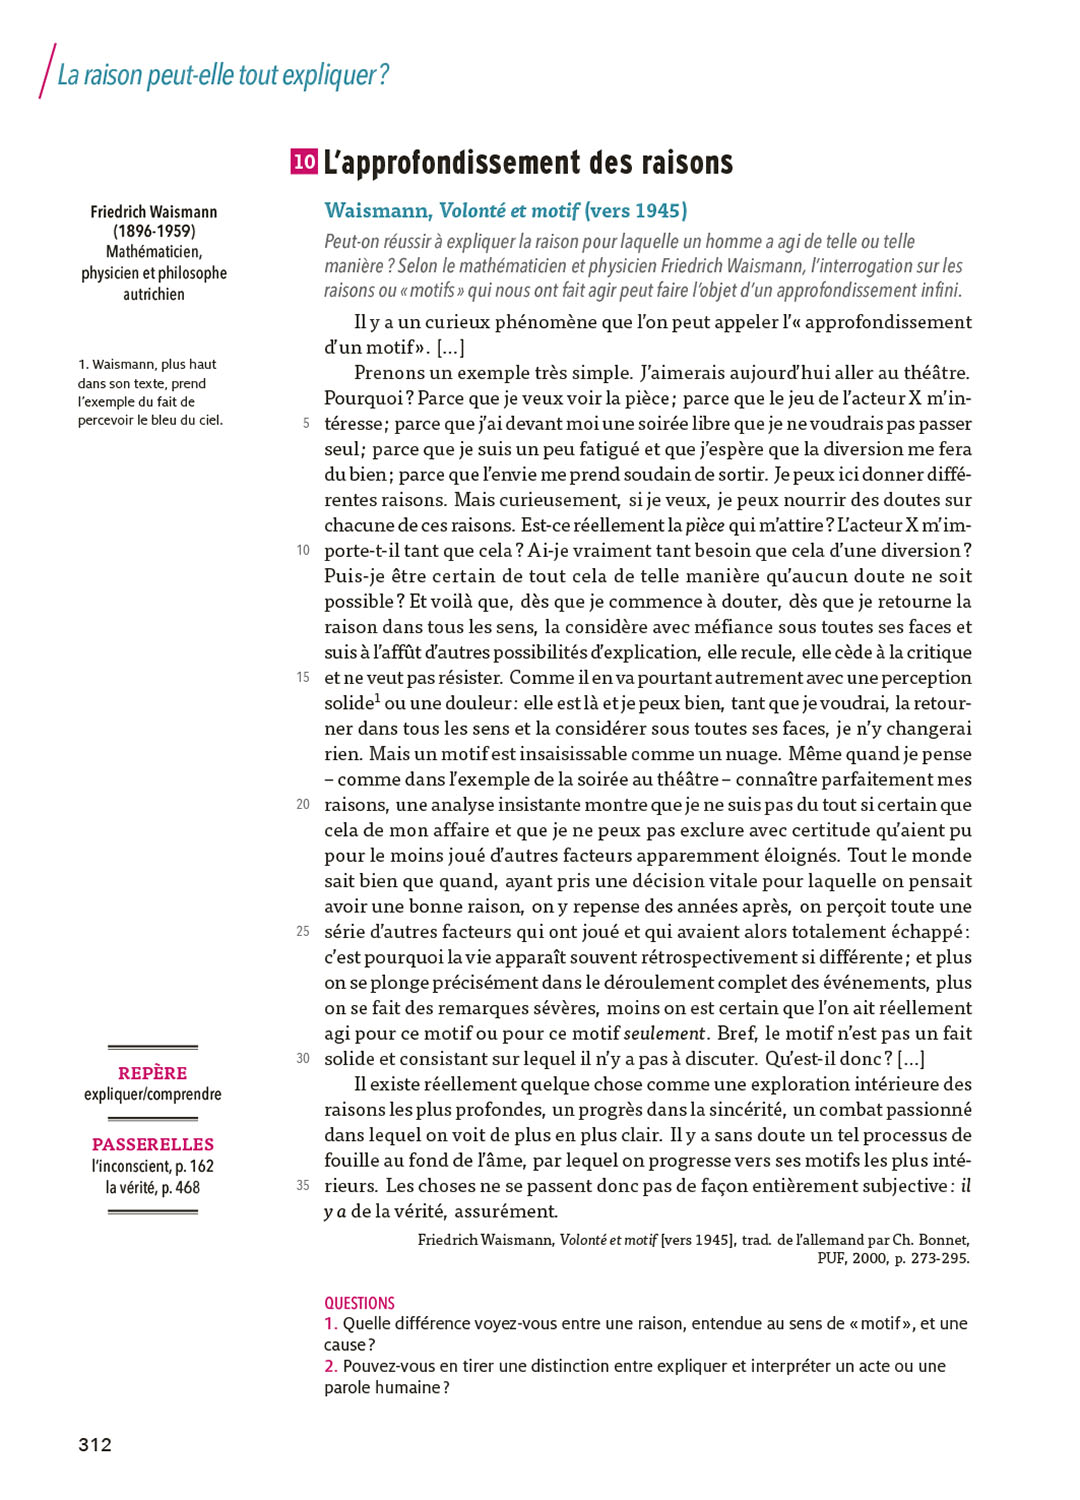 La raison peut-elle tout expliquer ?
10 L'approfondissement des raisons
Friedrich Waismann
(1896-1959)
Mathématicien,
physicien et philosophe
autrichien
1. Waismann, plus haut
dans son texte, prend
l'exemple du fait de
percevoir le bleu du ciel.
Waismann, Volonté et motif (vers 1945)
Peut-on réussir à expliquer la raison pour laquelle un homme a agi de telle ou telle
manière ? Selon le mathématicien et physicien Friedrich Waismann, l'interrogation sur les
raisons ou « motifs » qui nous ont fait agir peut faire l'objet d'un approfondissement infini.
Il y a un curieux phénomène que l'on peut appeler l'« approfondissement
d'un motif ». [...]
Prenons un exemple très simple. J'aimerais aujourd'hui aller au théâtre.
Pourquoi ? Parce que je veux voir la pièce ; parce que le jeu de l'acteur X m'in-
5 téresse ; parce que j'ai devant moi une soirée libre que je ne voudrais pas passer
seul ; parce que je suis un peu fatigué et que j'espère que la diversion me fera
du bien ; parce que l'envie me prend soudain de sortir. Je peux ici donner diffé-
rentes raisons. Mais curieusement, si je veux, je peux nourrir des doutes sur
chacune de ces raisons. Est-ce réellement la pièce qui m'attire ? L'acteur X m'im-
10 porte-t-il tant que cela ? Ai-je vraiment tant besoin que cela d'une diversion ?
Puis-je être certain de tout cela de telle manière qu'aucun doute ne soit
possible ? Et voilà que, dès que je commence à douter, dès que je retourne la
raison dans tous les sens, la considère avec méfiance sous toutes ses faces et
suis à l'affût d'autres possibilités d'explication, elle recule, elle cède à la critique
15 et ne veut pas résister. Comme il en va pourtant autrement avec une perception
solide1 ou une douleur : elle est là et je peux bien, tant que je voudrai, la retour-
ner dans tous les sens et la considérer sous toutes ses faces, je n'y changerai
rien. Mais un motif est insaisissable comme un nuage. Même quand je pense
– comme dans l'exemple de la soirée au théâtre – connaître parfaitement mes
20 raisons, une analyse insistante montre que je ne suis pas du tout si certain que
cela de mon affaire et que je ne peux pas exclure avec certitude qu'aient pu
pour le moins joué d'autres facteurs apparemment éloignés. Tout le monde
sait bien que quand, ayant pris une décision vitale pour laquelle on pensait
avoir une bonne raison, on y repense des années après, on perçoit toute une
25 série d'autres facteurs qui ont joué et qui avaient alors totalement échappé :
c'est pourquoi la vie apparaît souvent rétrospectivement si différente ; et plus
on se plonge précisément dans le déroulement complet des événements, plus
on se fait des remarques sévères, moins on est certain que l'on ait réellement
agi pour ce motif ou pour ce motif seulement. Bref, le motif n'est pas un fait
30 solide et consistant sur lequel il n'y a pas à discuter. Qu'est-il donc ? [...]
Il existe réellement quelque chose comme une exploration intérieure des
raisons les plus profondes, un progrès dans la sincérité, un combat passionné
dans lequel on voit de plus en plus clair. Il y a sans doute un tel processus de
fouille au fond de l'âme, par lequel on progresse vers ses motifs les plus inté-
35 rieurs. Les choses ne se passent donc pas de façon entièrement subjective : il
y a de la vérité, assurément.
Friedrich Waismann, Volonté et motif [vers 1945], trad. de l'allemand par Ch. Bonnet,
PUF, 2000, p. 273-295.
REPÈRE
expliquer/comprendre
PASSERELLES
l'inconscient, p. 162
la vérité, p. 468
QUESTIONS
1. Quelle différence voyez-vous entre une raison, entendue au sens de « motif », et une
cause ?
2. Pouvez-vous en tirer une distinction entre expliquer et interpréter un acte ou une
parole humaine ?
312